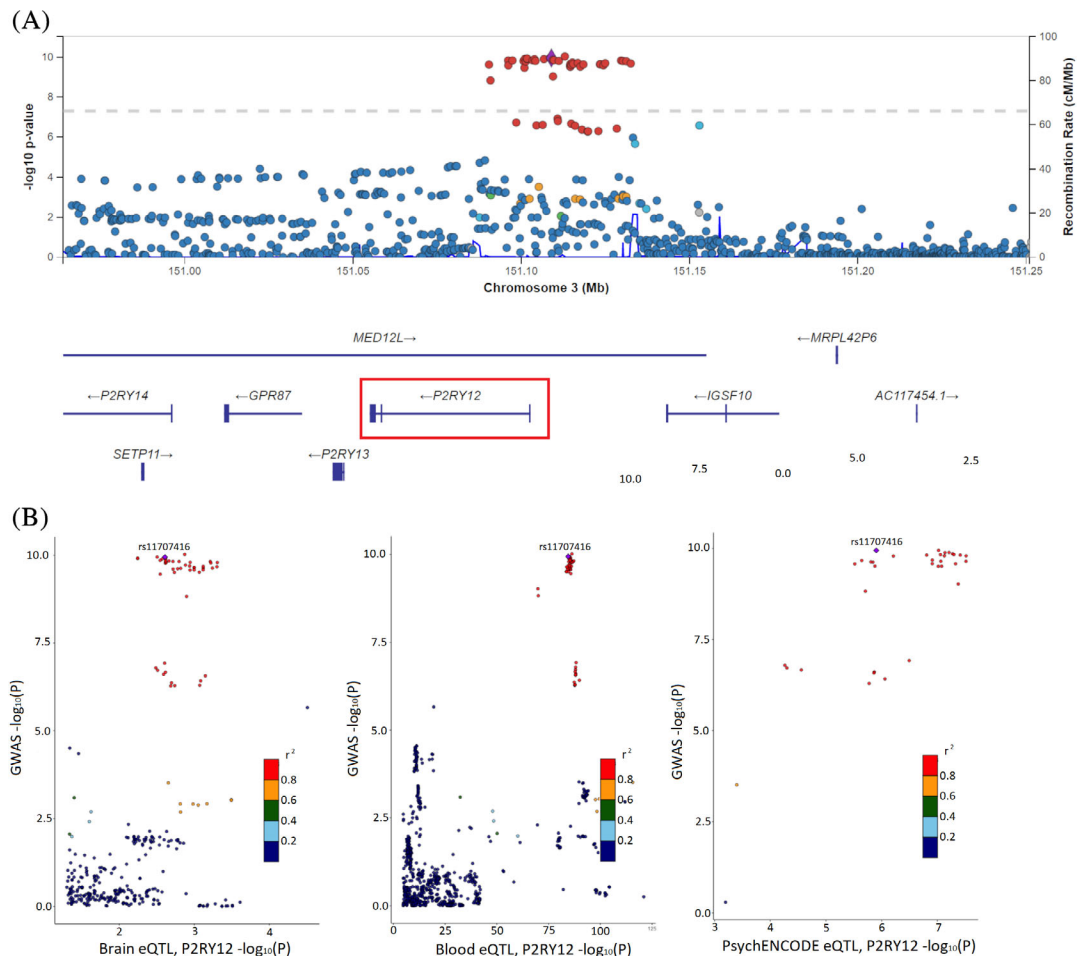 (A)
10
8
6
4
2
0
-log10 p-value
100
80
60
40
20
0
Recombination Rate (cM/Mb)
151.00
151.05
151.10
151.15
151.20
151.25
Chromosome 3 (Mb)
MED12L→
←MRPL42P6
←P2RY14
←GPR87
←P2RY12
←IGSF10
AC117454.1→
SETP11→
←P2RY13
10.0
7.5
0.0
5.0
2.5
(B)
rs11707416
10.0
7.5
5.0
2.5
0.0
GWAS -log₁₀(P)
r²
0.8
0.6
0.4
0.2
2
3
4
Brain eQTL, P2RY12 -log₁₀(P)
rs11707416
10.0
7.5
5.0
2.5
0.0
GWAS -log₁₀(P)
r²
0.8
0.6
0.4
0.2
0
25
50
75
100
125
Blood eQTL, P2RY12 -log₁₀(P)
rs11707416
10.0
7.5
5.0
2.5
0.0
GWAS -log₁₀(P)
r²
0.8
0.6
0.4
0.2
3
4
5
6
7
PsychENCODE eQTL, P2RY12 -log₁₀(P)